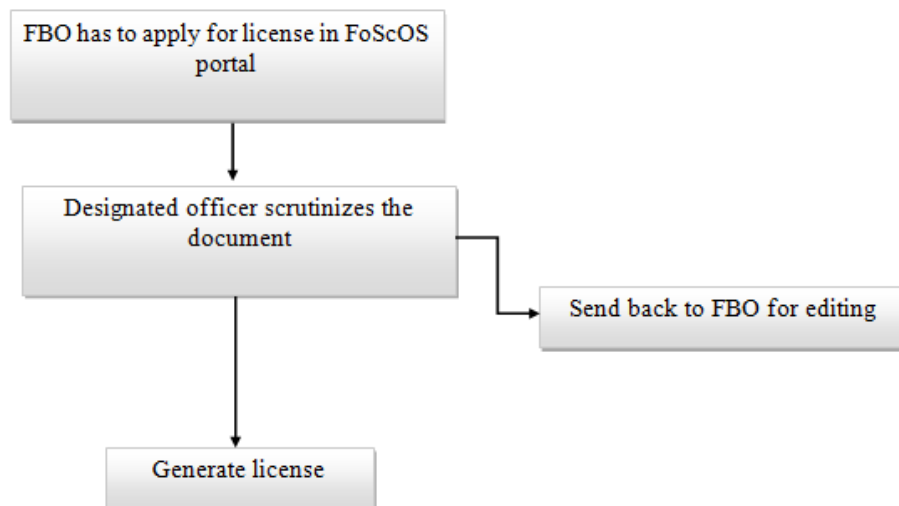 FBO has to apply for license in FoScOS
portal
Designated officer scrutinizes the
document
Send back to FBO for editing
Generate license